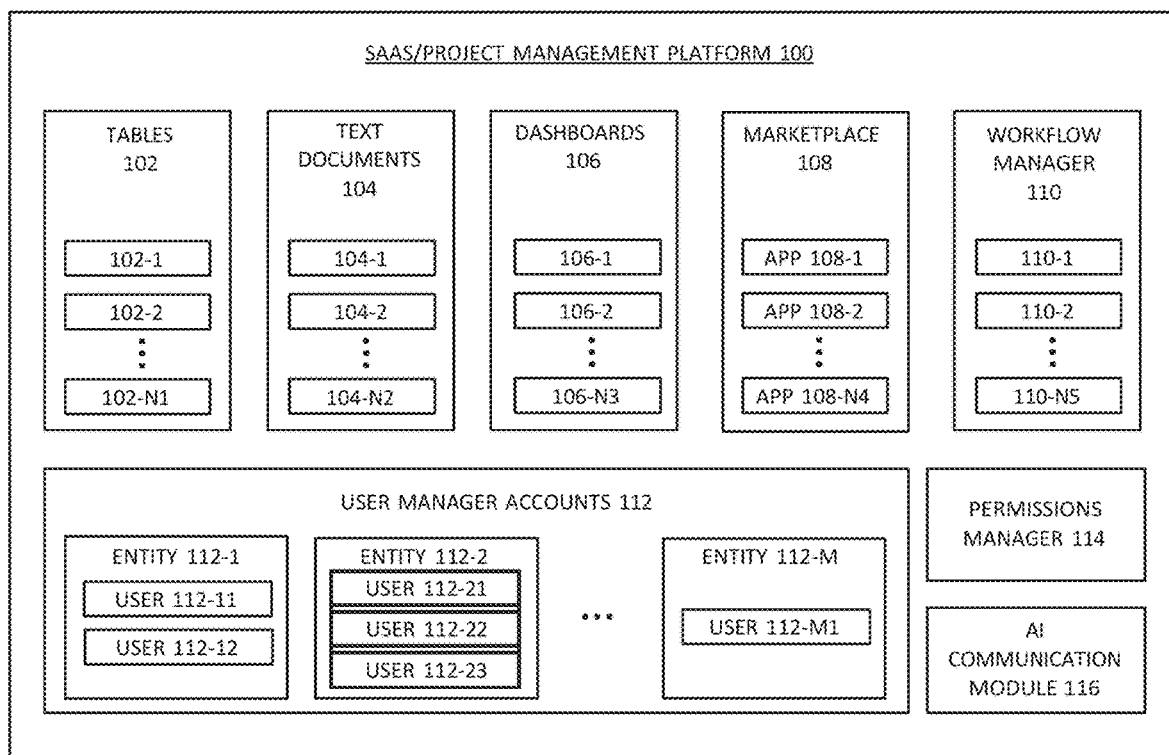 SAAS/PROJECT MANAGEMENT PLATFORM 100
TABLES
102
102-1
102-2
102-N1
TEXT
DOCUMENTS
104
104-1
104-2
104-N2
DASHBOARDS
106
106-1
106-2
106-N3
MARKETPLACE
108
APP 108-1
APP 108-2
APP 108-N4
WORKFLOW
MANAGER
110
110-1
110-2
110-N5
USER MANAGER ACCOUNTS 112
ENTITY 112-1
USER 112-11
USER 112-12
ENTITY 112-2
USER 112-21
USER 112-22
USER 112-23
ENTITY 112-M
USER 112-M1
PERMISSIONS
MANAGER 114
AI
COMMUNICATION
MODULE 116